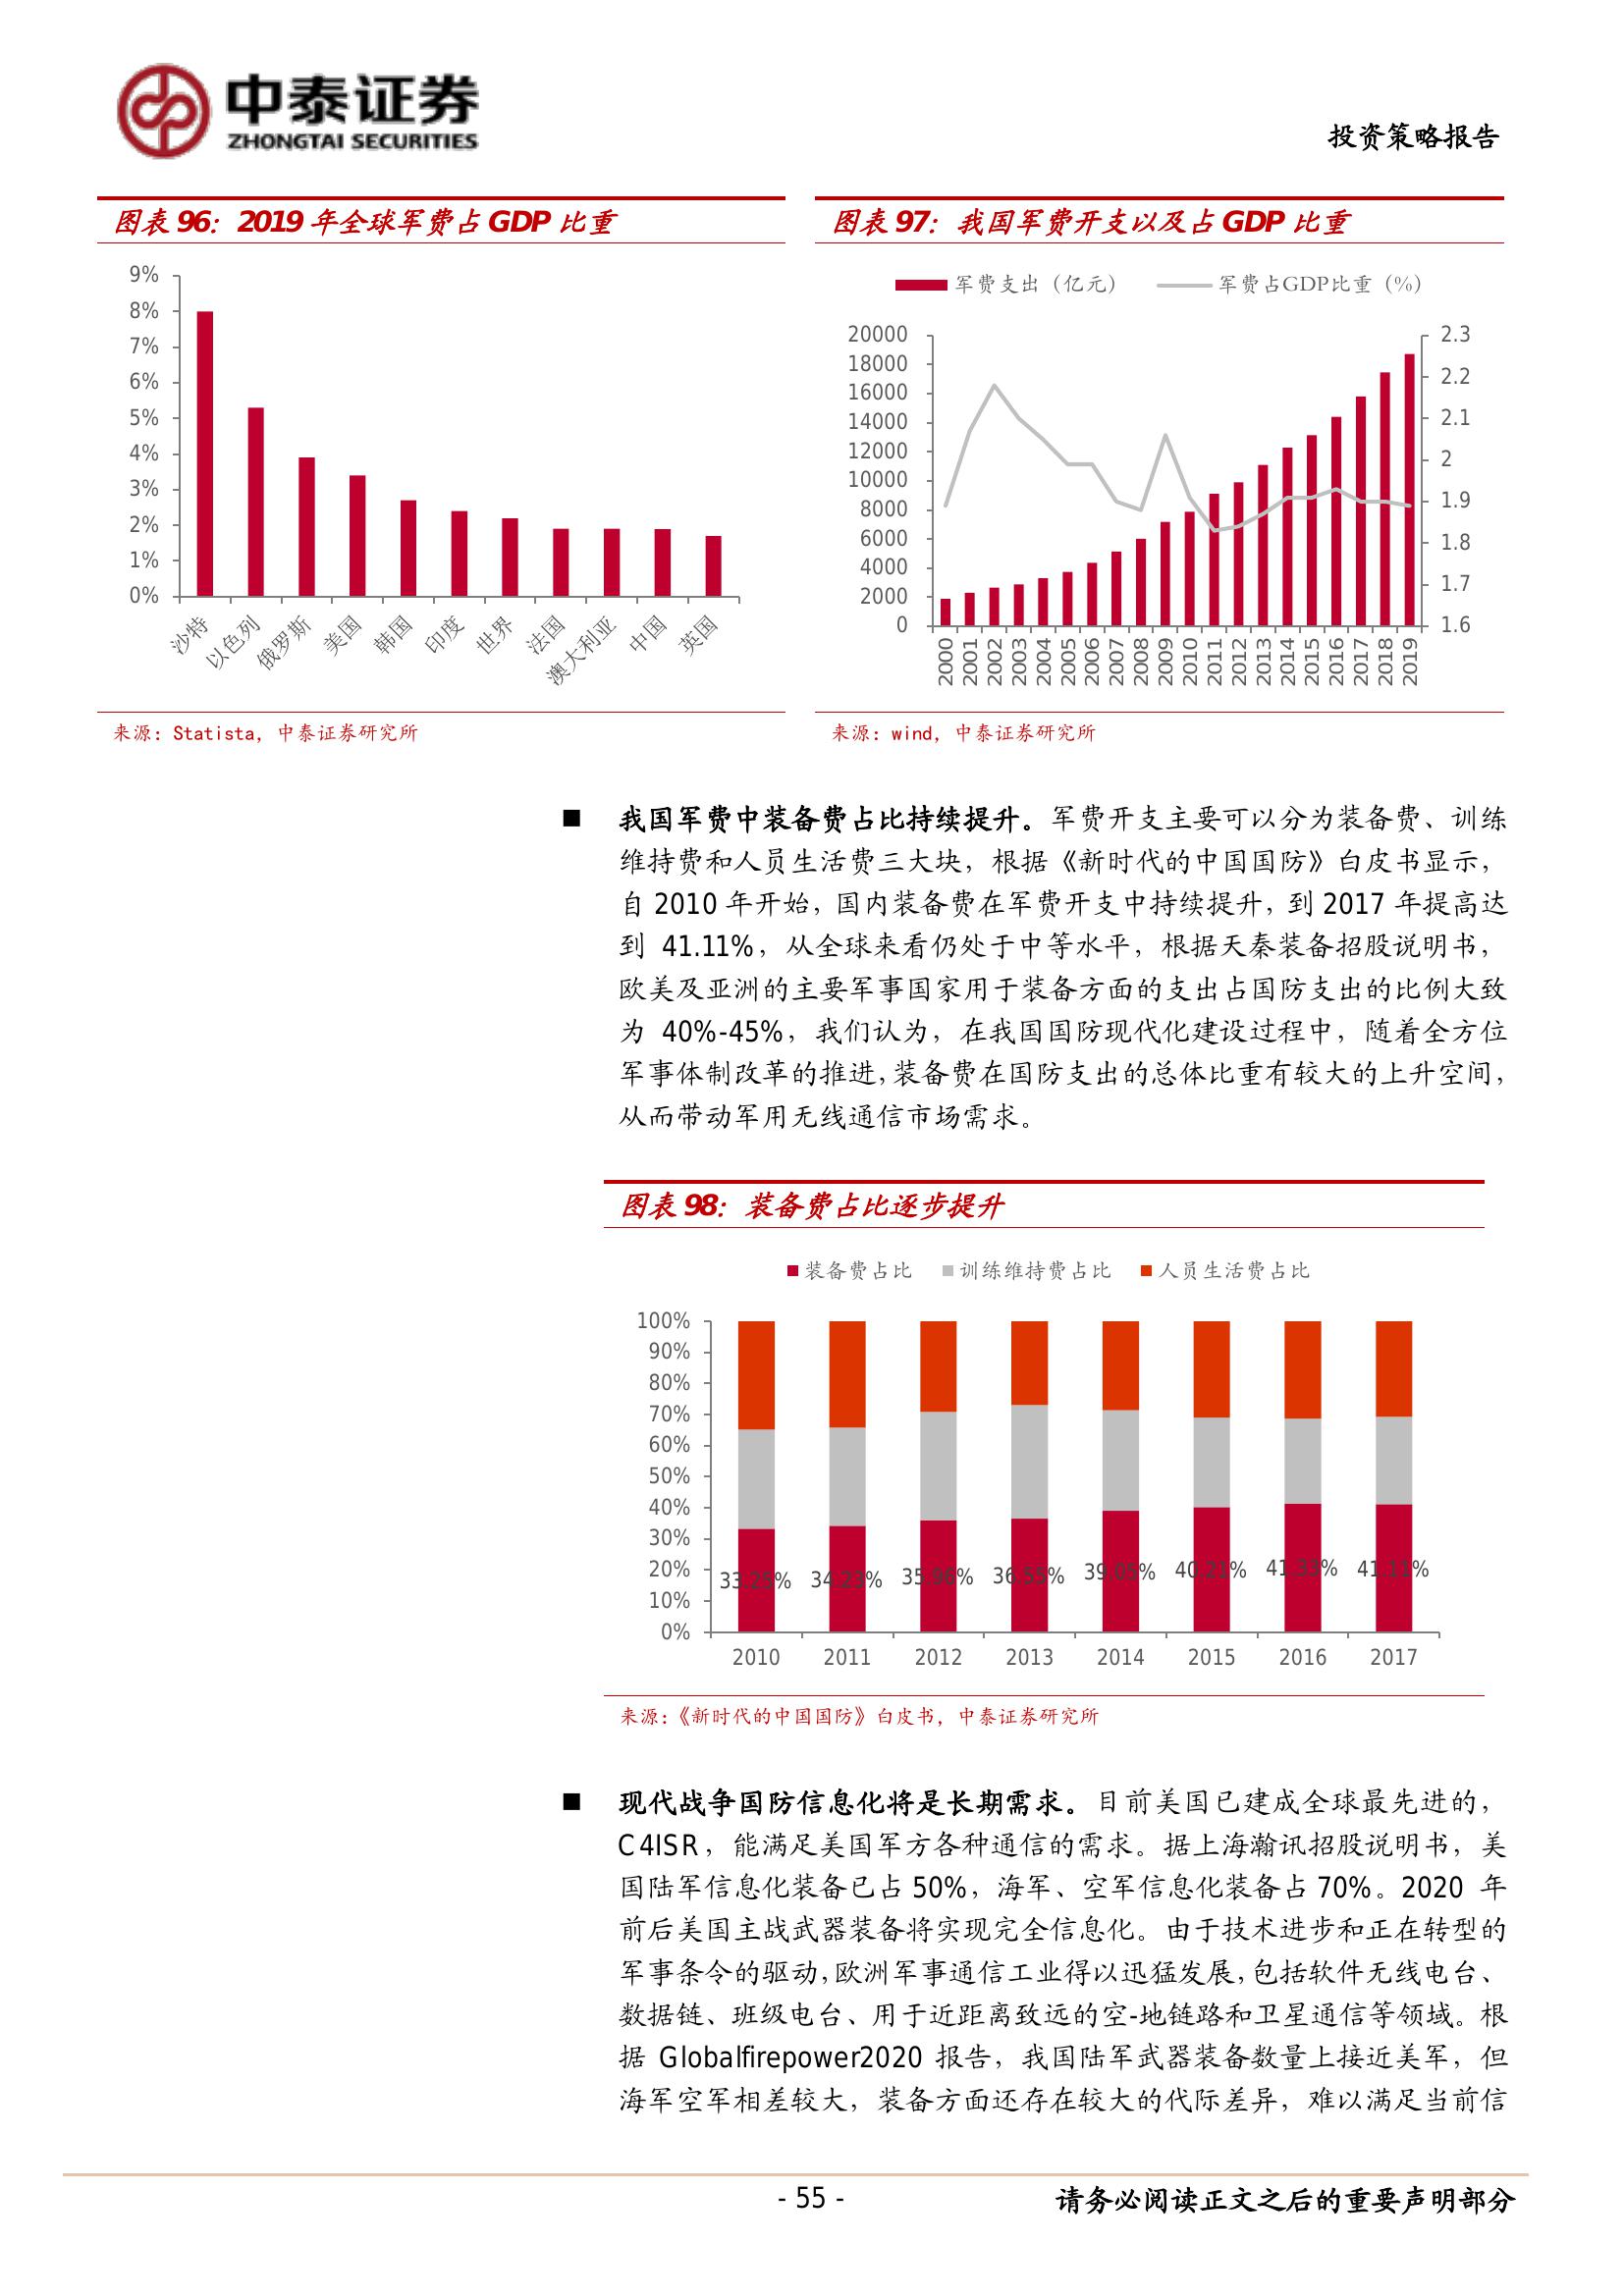 中泰证券
ZHONGTAI SECURITIES
投资策略报告
图表 96：2019 年全球军费占 GDP 比重
9%
8%
7%
6%
5%
4%
3%
2%
1%
0%
沙特
以色列
俄罗斯
美国
韩国
印度
世界
法国
澳大利亚
中国
英国
来源：Statista，中泰证券研究所
图表 97：我国军费开支以及占 GDP 比重
军费支出（亿元）
军费占GDP比重（%）
20000
18000
16000
14000
12000
10000
8000
6000
4000
2000
0
2.3
2.2
2.1
2
1.9
1.8
1.7
1.6
2000
2001
2002
2003
2004
2005
2006
2007
2008
2009
2010
2011
2012
2013
2014
2015
2016
2017
2018
2019
来源：wind，中泰证券研究所
■ 我国军费中装备费占比持续提升。军费开支主要可以分为装备费、训练
维持费和人员生活费三大块，根据《新时代的中国国防》白皮书显示，
自 2010 年开始，国内装备费在军费开支中持续提升，到 2017 年提高达
到 41.11%，从全球来看仍处于中等水平，根据天秦装备招股说明书，
欧美及亚洲的主要军事国家用于装备方面的支出占国防支出的比例大致
为 40%-45%，我们认为，在我国国防现代化建设过程中，随着全方位
军事体制改革的推进，装备费在国防支出的总体比重有较大的上升空间，
从而带动军用无线通信市场需求。
图表 98：装备费占比逐步提升
装备费占比 训练维持费占比 人员生活费占比
100%
90%
80%
70%
60%
50%
40%
30%
20%
10%
0%
33.25% 34.23% 35.96% 36.55% 39.05% 40.21% 41.33% 41.11%
2010 2011 2012 2013 2014 2015 2016 2017
来源：《新时代的中国国防》白皮书，中泰证券研究所
■ 现代战争国防信息化将是长期需求。目前美国已建成全球最先进的，
C4ISR，能满足美国军方各种通信的需求。据上海瀚讯招股说明书，美
国陆军信息化装备已占 50%，海军、空军信息化装备占 70%。2020 年
前后美国主战武器装备将实现完全信息化。由于技术进步和正在转型的
军事条令的驱动，欧洲军事通信工业得以迅猛发展，包括软件无线电台、
数据链、班级电台、用于近距离致远的空-地链路和卫星通信等领域。根
据 Globalfirepower2020 报告，我国陆军武器装备数量上接近美军，但
海军空军相差较大，装备方面还存在较大的代际差异，难以满足当前信
- 55 -
请务必阅读正文之后的重要声明部分